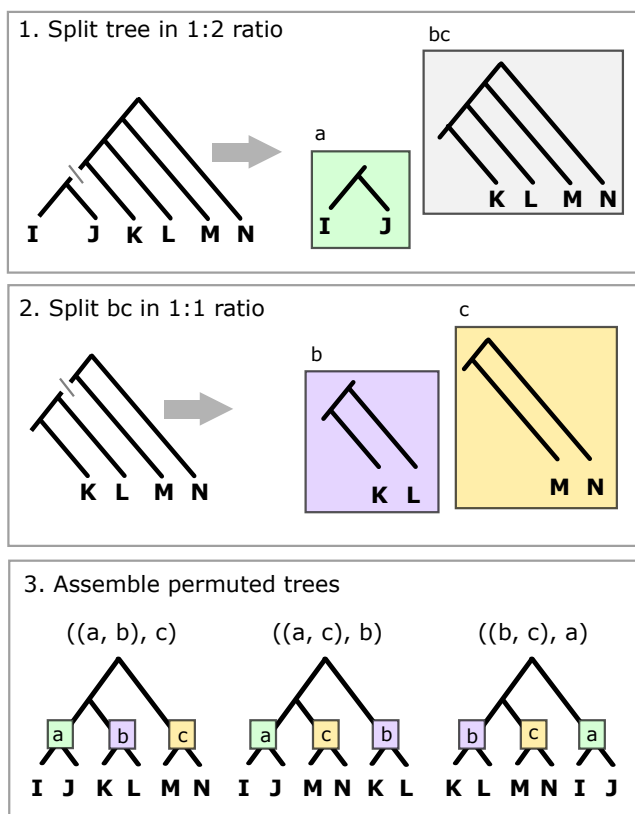 1. Split tree in 1:2 ratio
bc
a
I J K L M N
I J
K L M N
2. Split bc in 1:1 ratio
c
b
K L M N
K L
M N
3. Assemble permuted trees
((a, b), c) ((a, c), b) ((b, c), a)
a b c a c b b c a
I J K L M N I J M N K L K L M N I J